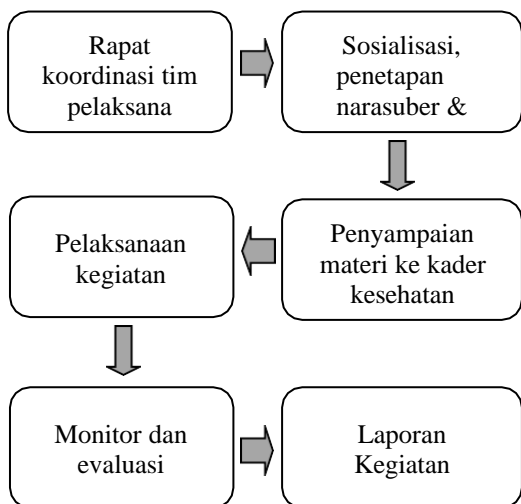 Rapat
koordinasi tim
pelaksana
Sosialisasi,
penetapan
narasuber &
Penyampaian
materi ke kader
kesehatan
Pelaksanaan
kegiatan
Monitor dan
evaluasi
Laporan
Kegiatan